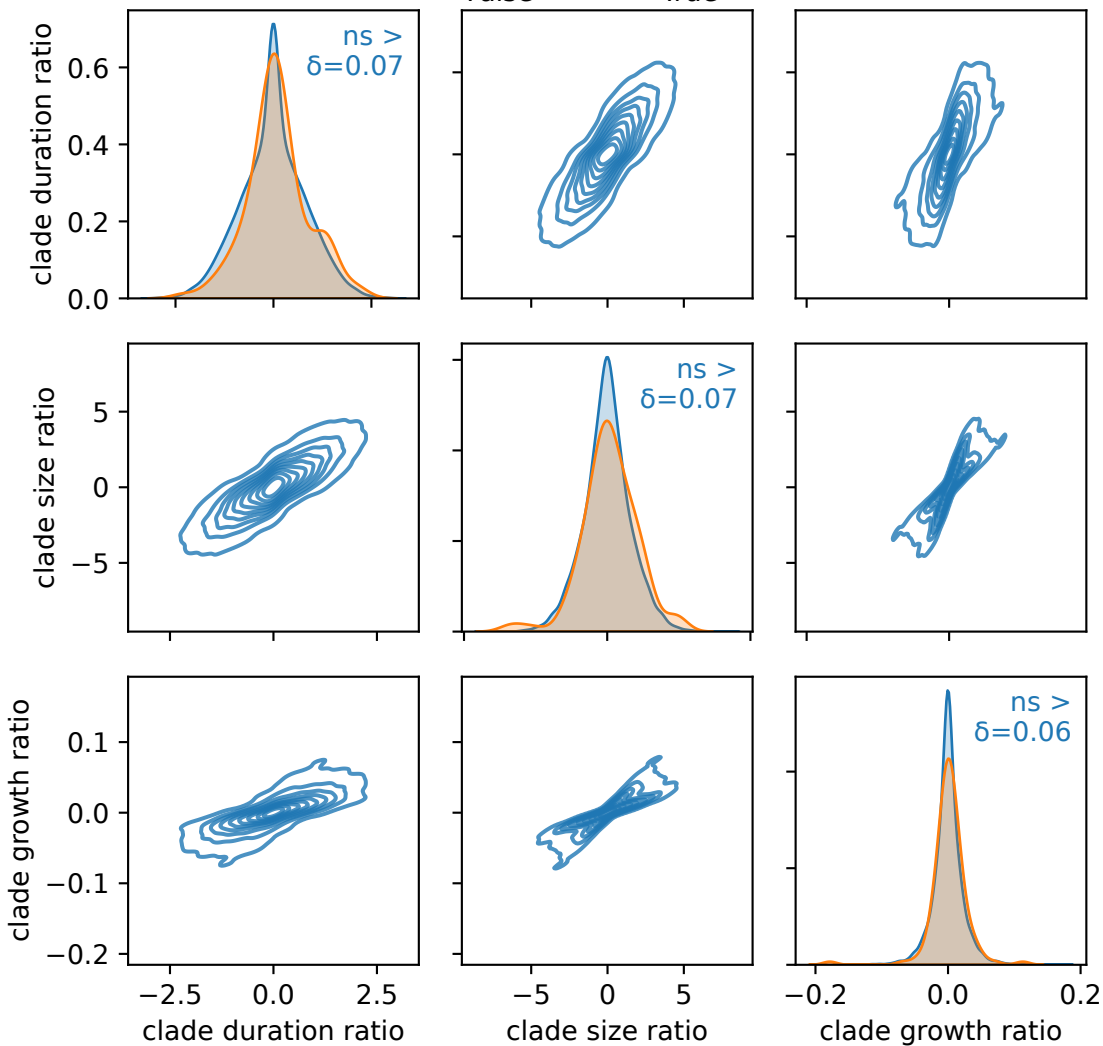 ns >
δ=0.07
0.6
0.4
0.2
0.0
clade duration ratio
ns >
δ=0.07
5
0
−5
clade size ratio
ns >
δ=0.06
0.1
0.0
−0.1
−0.2
clade growth ratio
−2.5 0.0 2.5
−5 0 5
−0.2 0.0 0.2
clade duration ratio
clade size ratio
clade growth ratio